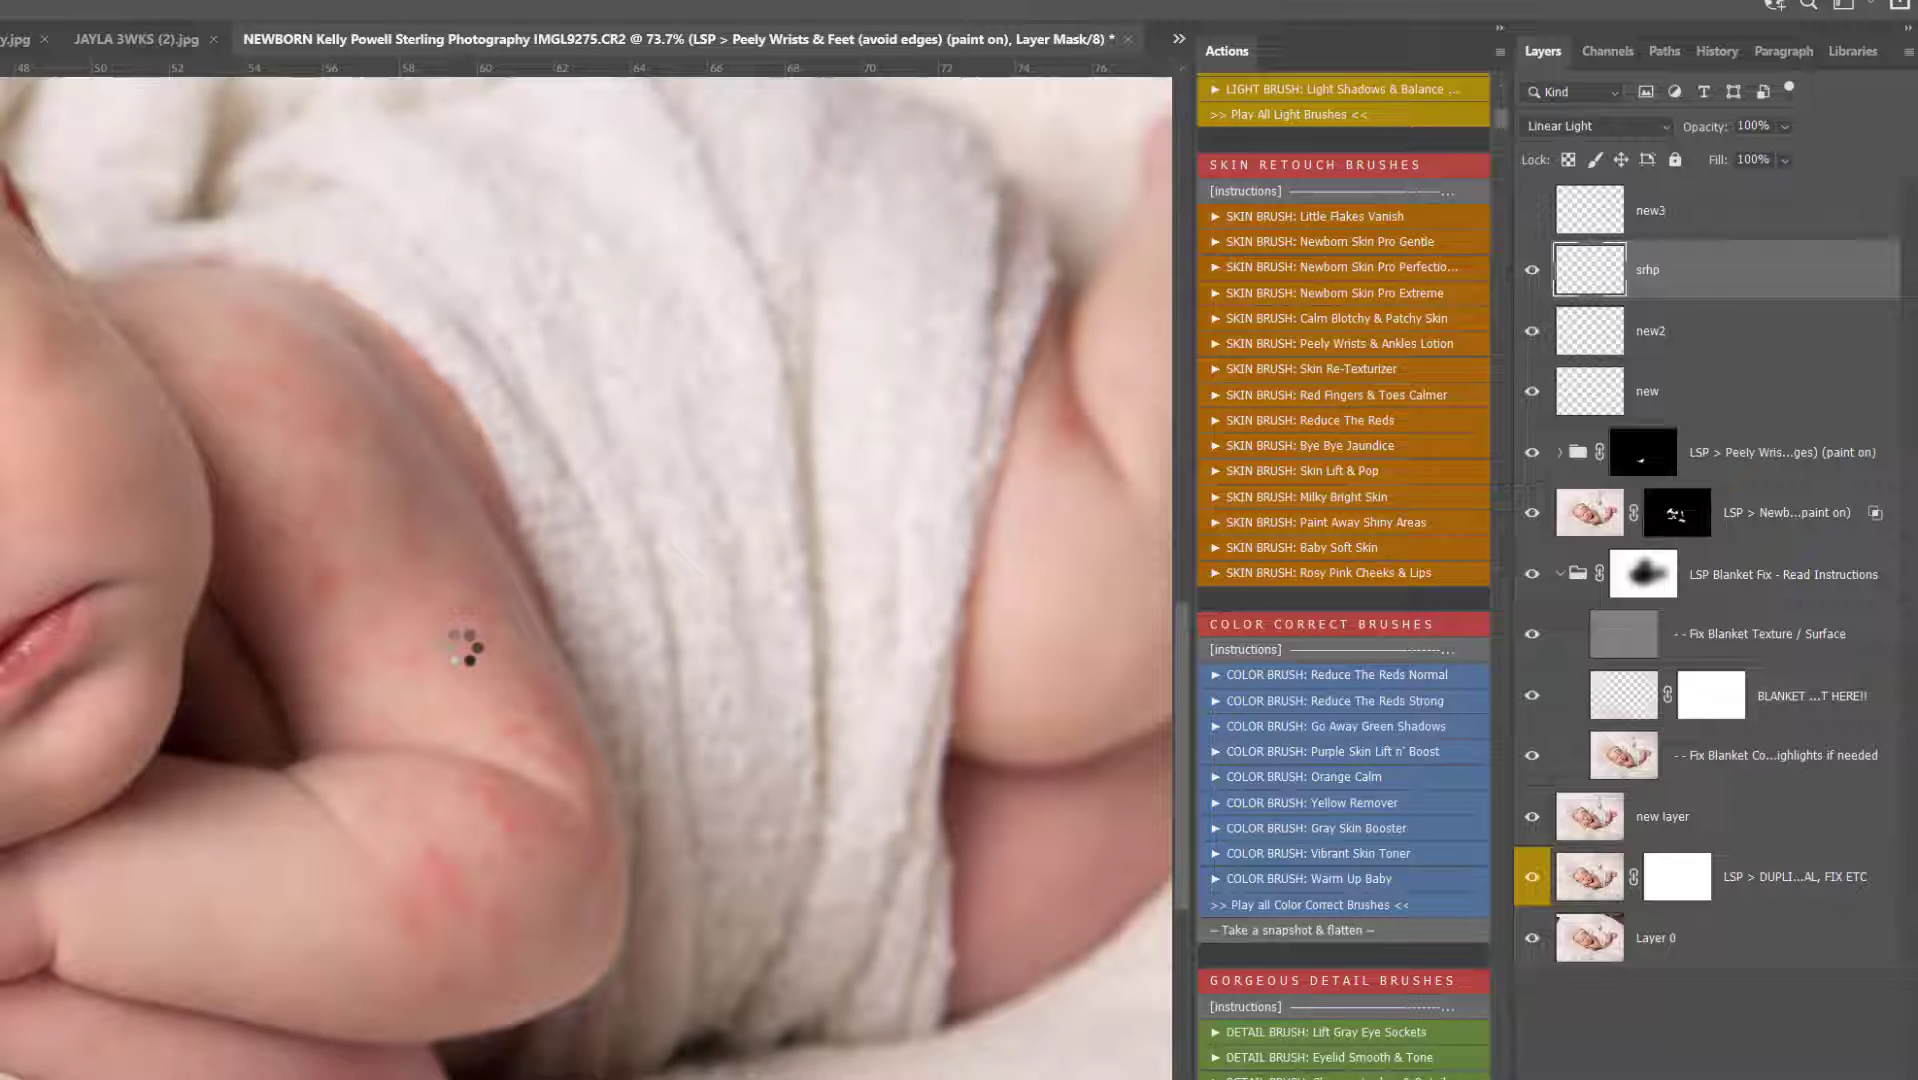 y.jpg
JAYLA 3WKS (2).jpg
NEWBORN Kelly Powell Sterling Photography IMGL9275.CR2 @ 73.7% (LSP > Peely Wrists & Feet (avoid edges) (paint on), Layer Mask/8) *
48 50 52 54 56 58 60 62 64 66 68 70 72 74 76
Actions
LIGHT BRUSH: Light Shadows & Balance ...
>> Play All Light Brushes <<
SKIN RETOUCH BRUSHES
[instructions] ...
SKIN BRUSH: Little Flakes Vanish
SKIN BRUSH: Newborn Skin Pro Gentle
SKIN BRUSH: Newborn Skin Pro Perfectio...
SKIN BRUSH: Newborn Skin Pro Extreme
SKIN BRUSH: Calm Blotchy & Patchy Skin
SKIN BRUSH: Peely Wrists & Ankles Lotion
SKIN BRUSH: Skin Re-Texturizer
SKIN BRUSH: Red Fingers & Toes Calmer
SKIN BRUSH: Reduce The Reds
SKIN BRUSH: Bye Bye Jaundice
SKIN BRUSH: Skin Lift & Pop
SKIN BRUSH: Milky Bright Skin
SKIN BRUSH: Paint Away Shiny Areas
SKIN BRUSH: Baby Soft Skin
SKIN BRUSH: Rosy Pink Cheeks & Lips
COLOR CORRECT BRUSHES
[instructions] ...
COLOR BRUSH: Reduce The Reds Normal
COLOR BRUSH: Reduce The Reds Strong
COLOR BRUSH: Go Away Green Shadows
COLOR BRUSH: Purple Skin Lift n' Boost
COLOR BRUSH: Orange Calm
COLOR BRUSH: Yellow Remover
COLOR BRUSH: Gray Skin Booster
COLOR BRUSH: Vibrant Skin Toner
COLOR BRUSH: Warm Up Baby
>> Play all Color Correct Brushes <<
-- Take a snapshot & flatten --
GORGEOUS DETAIL BRUSHES
[instructions] ...
DETAIL BRUSH: Lift Gray Eye Sockets
DETAIL BRUSH: Eyelid Smooth & Tone
Layers Channels Paths History Paragraph Libraries
Kind
Linear Light Opacity: 100%
Lock: Fill: 100%
new3
srhp
new2
new
LSP > Peely Wris...ges) (paint on)
LSP > Newb...paint on)
LSP Blanket Fix - Read Instructions
- - Fix Blanket Texture / Surface
BLANKET ...T HERE!!
- - Fix Blanket Co...ighlights if needed
new layer
LSP > DUPLI...AL, FIX ETC
Layer 0